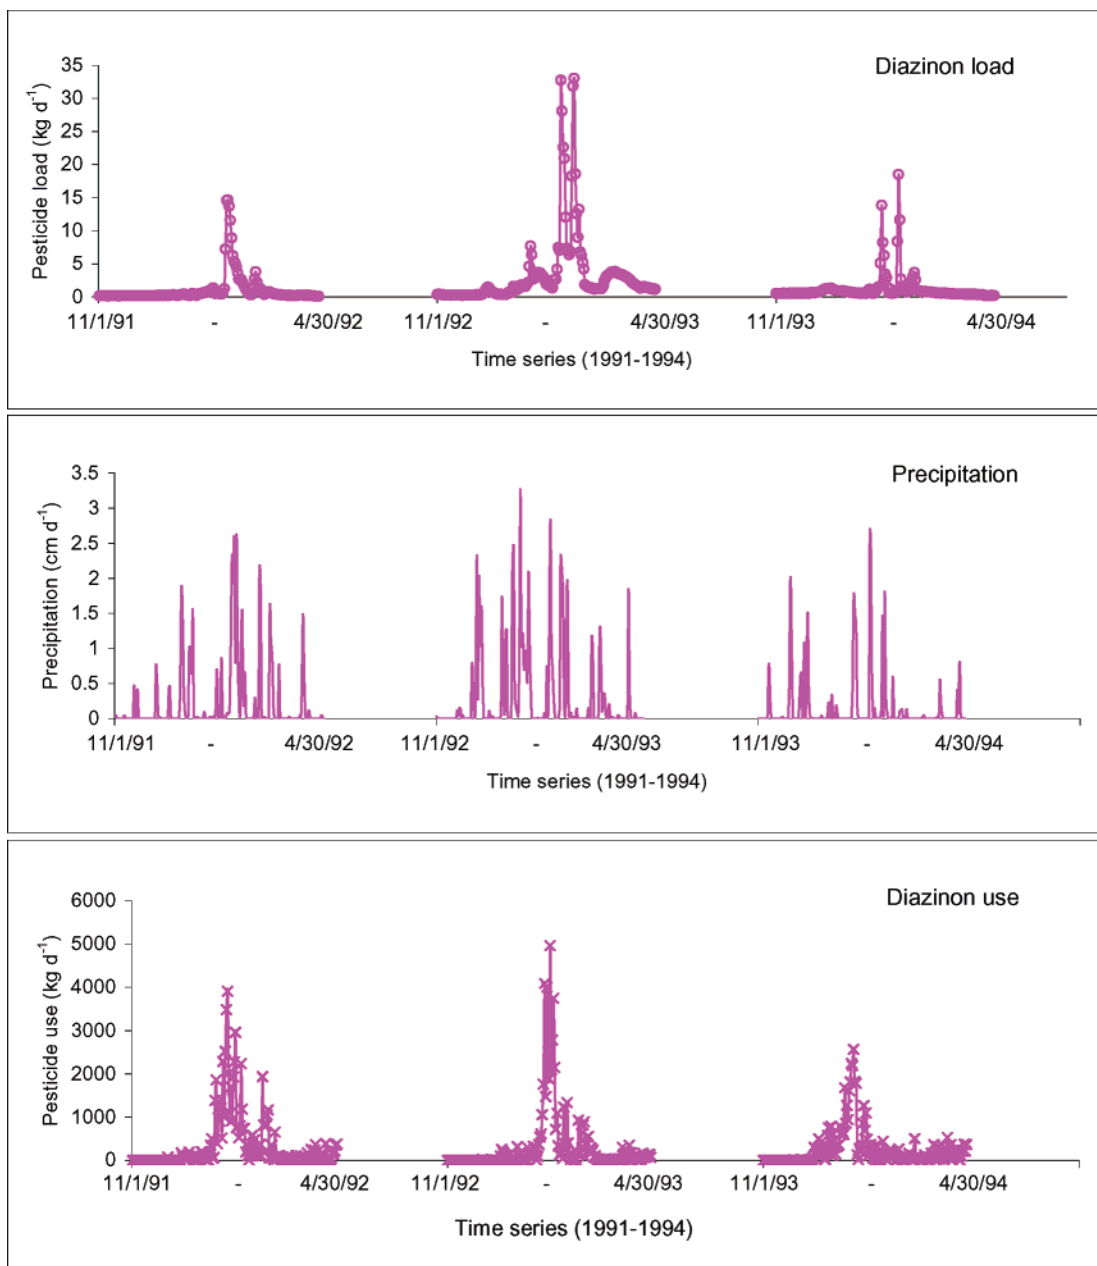 Diazinon load
Pesticide load (kg d⁻¹)
35
30
25
20
15
10
5
0
11/1/91 - 4/30/92 11/1/92 - 4/30/93 11/1/93 - 4/30/94
Time series (1991-1994)
Precipitation
Precipitation (cm d⁻¹)
3.5
3
2.5
2
1.5
1
0.5
0
11/1/91 - 4/30/92 11/1/92 - 4/30/93 11/1/93 - 4/30/94
Time series (1991-1994)
Diazinon use
Pesticide use (kg d⁻¹)
6000
5000
4000
3000
2000
1000
0
11/1/91 - 4/30/92 11/1/92 - 4/30/93 11/1/93 - 4/30/94
Time series (1991-1994)